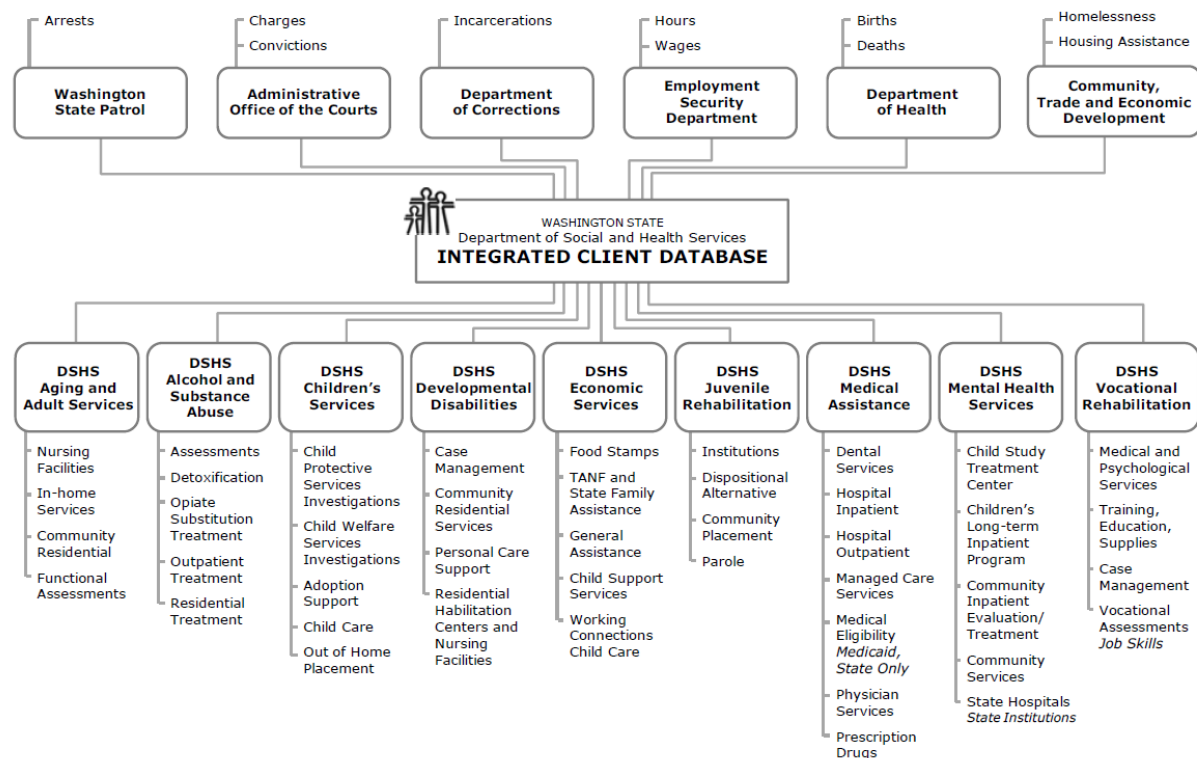 Arrests
Charges
Convictions
Incarcerations
Hours
Wages
Births
Deaths
Homelessness
Housing Assistance
Washington
State Patrol
Administrative
Office of the Courts
Department
of Corrections
Employment
Security
Department
Department
of Health
Community,
Trade and Economic
Development
WASHINGTON STATE
Department of Social and Health Services
INTEGRATED CLIENT DATABASE
DSHS
Aging and
Adult Services
Nursing
Facilities
In-home
Services
Community
Residential
Functional
Assessments
DSHS
Alcohol and
Substance
Abuse
Assessments
Detoxification
Opiate
Substitution
Treatment
Outpatient
Treatment
Residential
Treatment
DSHS
Children's
Services
Child
Protective
Services
Investigations
Child Welfare
Services
Investigations
Adoption
Support
Child Care
Out of Home
Placement
DSHS
Developmental
Disabilities
Case
Management
Community
Residential
Services
Personal Care
Support
Residential
Habilitation
Centers and
Nursing
Facilities
DSHS
Economic
Services
Food Stamps
TANF and
State Family
Assistance
General
Assistance
Child Support
Services
Working
Connections
Child Care
DSHS
Juvenile
Rehabilitation
Institutions
Dispositional
Alternative
Community
Placement
Parole
DSHS
Medical
Assistance
Dental
Services
Hospital
Inpatient
Hospital
Outpatient
Managed Care
Services
Medical
Eligibility
Medicaid,
State Only
Physician
Services
Prescription
Drugs
DSHS
Mental Health
Services
Child Study
Treatment
Center
Children's
Long-term
Inpatient
Program
Community
Inpatient
Evaluation/
Treatment
Community
Services
State Hospitals
State Institutions
DSHS
Vocational
Rehabilitation
Medical and
Psychological
Services
Training,
Education,
Supplies
Case
Management
Vocational
Assessments
Job Skills